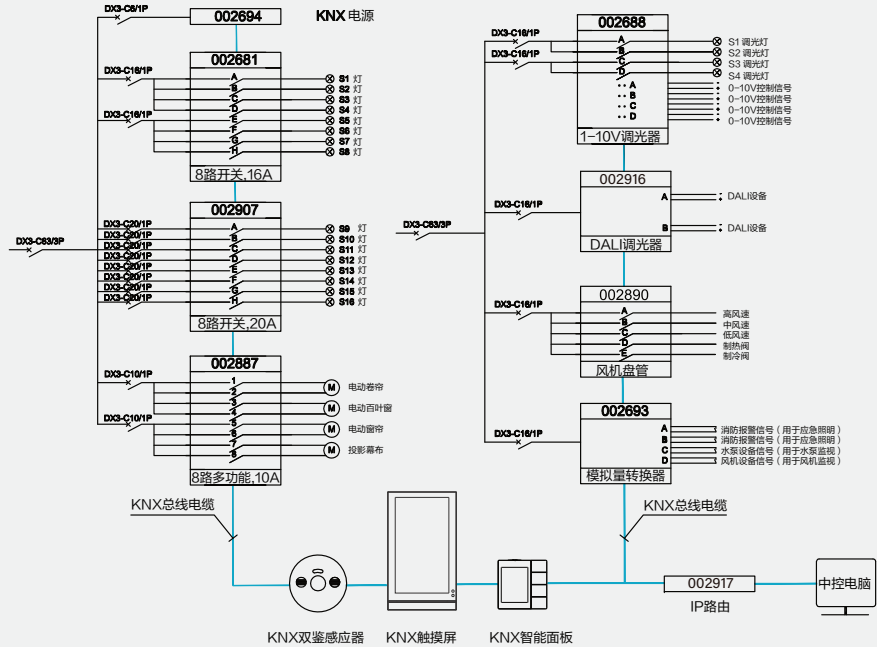 DX3-C6/1P
002694
KNX 电源
002681
DX3-C16/1P
A
B
C
D
S1 灯
S2 灯
S3 灯
S4 灯
DX3-C16/1P
E
F
G
H
S5 灯
S6 灯
S7 灯
S8 灯
8路开关,16A
DX3-C63/3P
002907
DX3-C20/1P
DX3-C20/1P
DX3-C20/1P
DX3-C20/1P
DX3-C20/1P
DX3-C20/1P
DX3-C20/1P
DX3-C20/1P
A
B
C
D
E
F
G
H
S9 灯
S10 灯
S11 灯
S12 灯
S13 灯
S14 灯
S15 灯
S16 灯
8路开关,20A
002887
DX3-C10/1P
DX3-C10/1P
1
2
3
4
5
6
7
8
M 电动卷帘
M 电动百叶窗
M 电动窗帘
M 投影幕布
8路多功能,10A
KNX总线电缆
002688
DX3-C16/1P
DX3-C16/1P
A
B
C
D
S1 调光灯
S2 调光灯
S3 调光灯
S4 调光灯
A
B
C
D
0-10V控制信号
0-10V控制信号
0-10V控制信号
0-10V控制信号
1-10V调光器
DX3-C63/3P
002916
DX3-C16/1P
A
DALI设备
B
DALI设备
DALI调光器
002890
DX3-C16/1P
A
B
C
D
E
高风速
中风速
低风速
制热阀
制冷阀
风机盘管
002693
DX3-C16/1P
A
B
C
D
消防报警信号（用于应急照明）
消防报警信号（用于应急照明）
水泵设备信号（用于水泵监视）
风机设备信号（用于风机监视）
模拟量转换器
KNX总线电缆
KNX双鉴感应器
KNX触摸屏
KNX智能面板
002917
IP路由
中控电脑